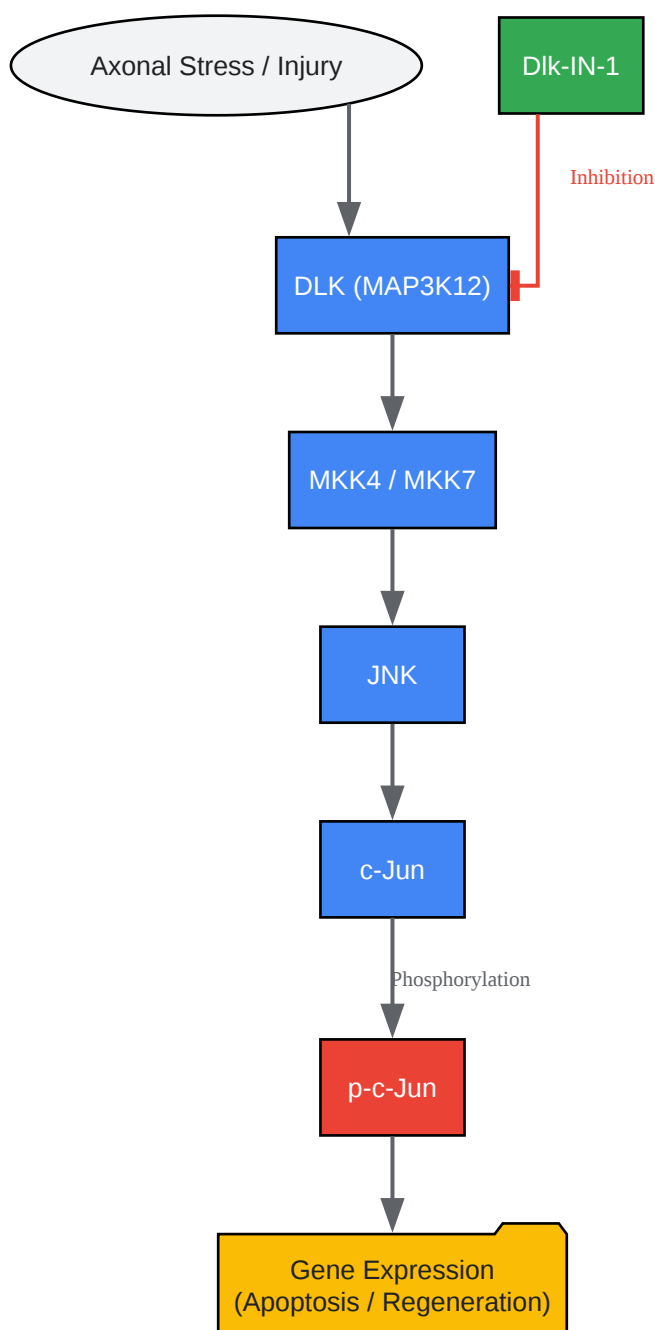 Axonal Stress / Injury
Dlk-IN-1
Inhibition
DLK (MAP3K12)
MKK4 / MKK7
JNK
c-Jun
Phosphorylation
p-c-Jun
Gene Expression
(Apoptosis / Regeneration)